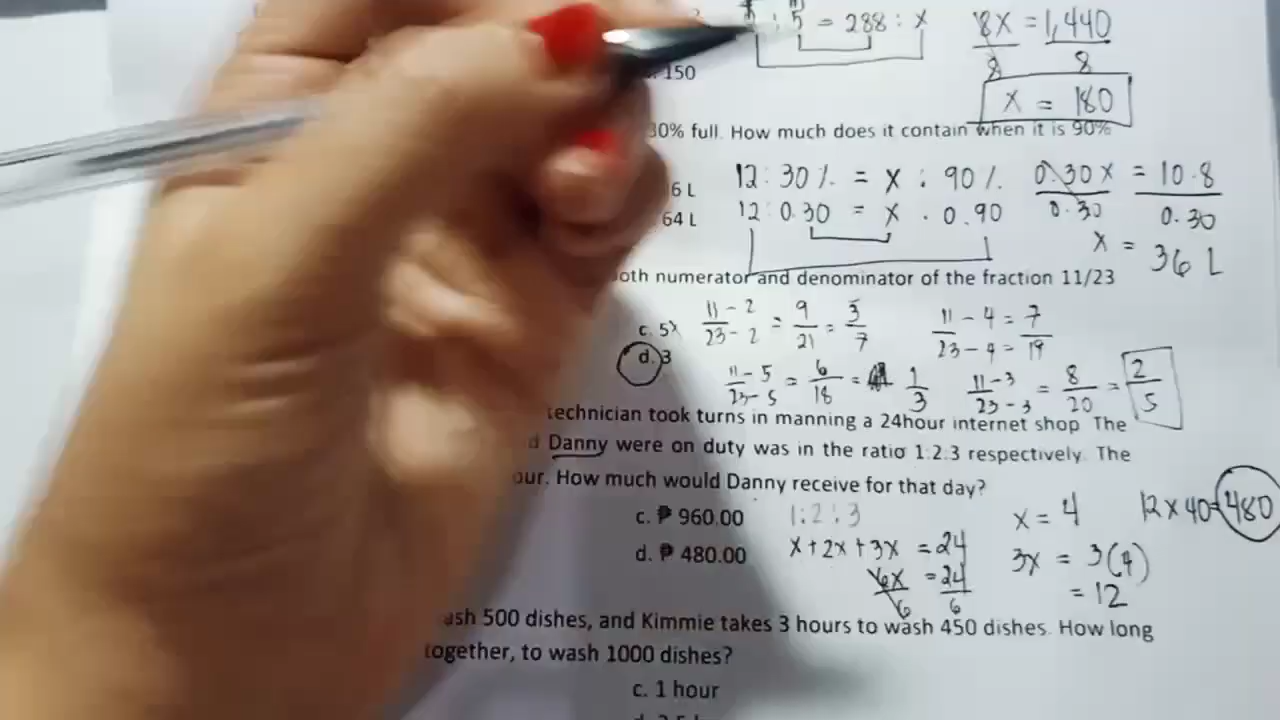 : 5 = 288 : x
8x = 1,440
8 8
150
x = 180
30% full. How much does it contain when it is 90%
6 L
12 : 30 % = x : 90 %
0.30 x = 10.8
0.30 0.30
64 L
12 : 0.30 = x . 0.90
x = 36 L
oth numerator and denominator of the fraction 11/23
c. 5
11 - 2 = 9 = 3
23 - 2 21 7
11 - 4 = 7
23 - 4 = 19
d. 3
11 - 5 = 6 = 1
23 - 5 18 3
11 - 3 = 8 = 2
23 - 3 20 5
technician took turns in manning a 24hour internet shop The
d Danny were on duty was in the ratio 1:2:3 respectively. The
our. How much would Danny receive for that day?
c. ₱ 960.00
1 : 2 : 3
x = 4
12 x 40 = 480
d. ₱ 480.00
x + 2x + 3x = 24
3x = 3(4)
6x = 24
6 6
= 12
ash 500 dishes, and Kimmie takes 3 hours to wash 450 dishes. How long
together, to wash 1000 dishes?
c. 1 hour